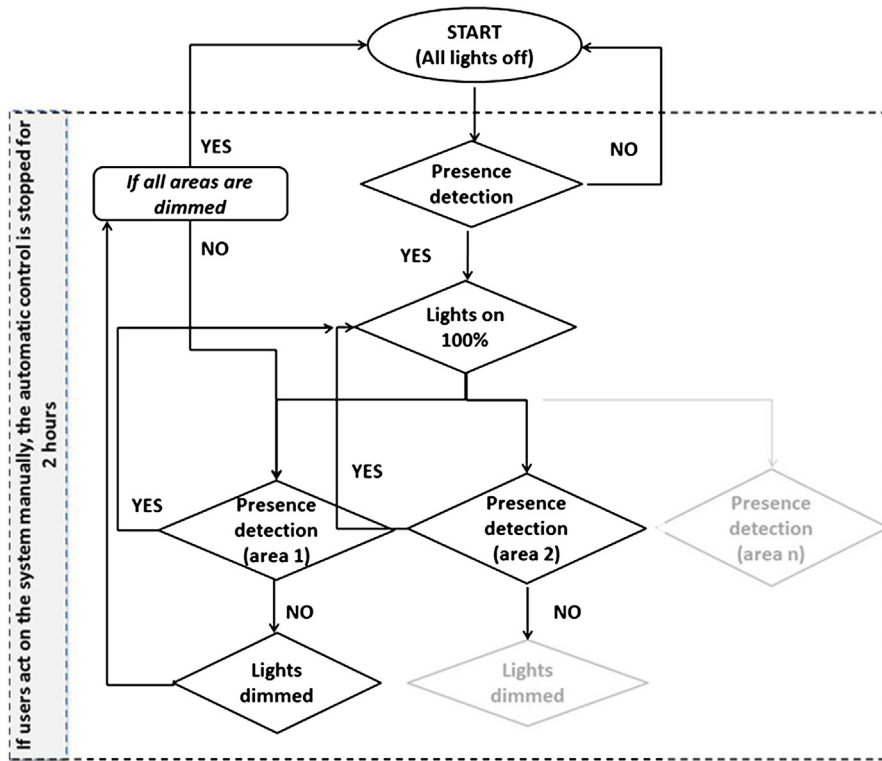 START
(All lights off)
YES
NO
If all areas are
dimmed
Presence
detection
NO
YES
Lights on
100%
If users act on the system manually, the automatic control is stopped for
2 hours
YES
YES
Presence
detection
(area 1)
Presence
detection
(area 2)
Presence
detection
(area n)
NO
NO
Lights
dimmed
Lights
dimmed